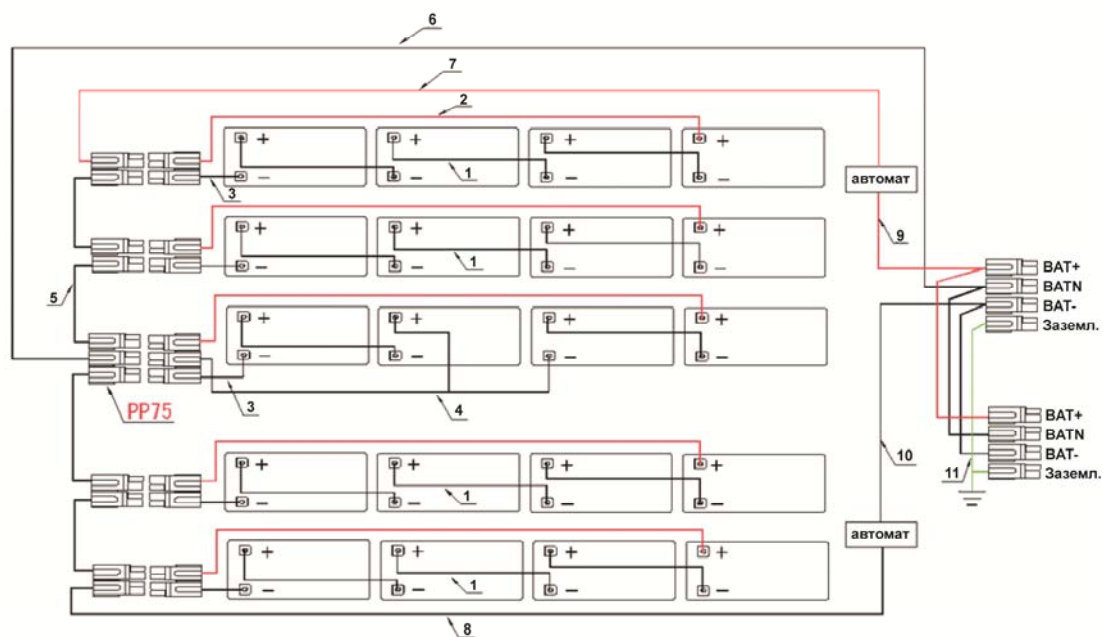 6
7
2
+ + + +
1
− − − −
3
автомат
+ + + +
1
− − − −
9
BAT+
BATN
BAT-
Заземл.
5
+ + + +
− − − −
3
4
PP75
BAT+
BATN
BAT-
Заземл.
10
11
+ + + +
1
− − − −
автомат
+ + + +
1
− − − −
8